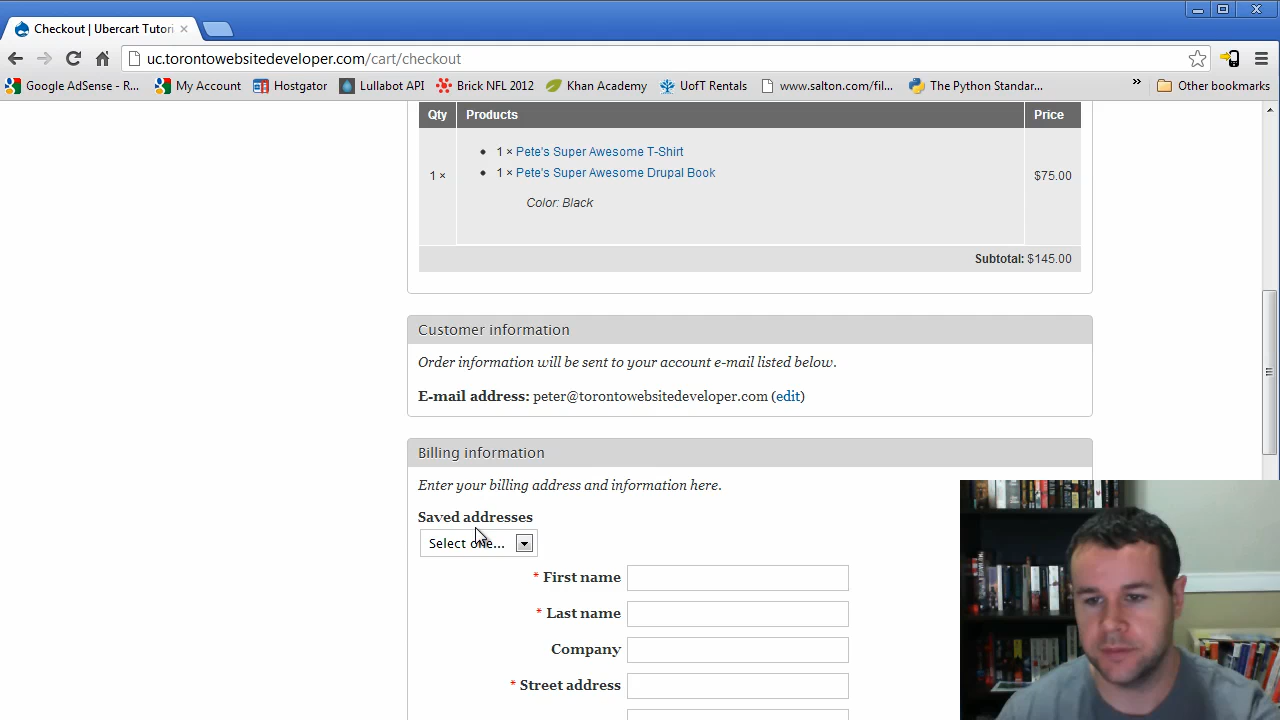 Checkout | Ubercart Tutori
uc.torontowebsitedeveloper.com/cart/checkout
Google AdSense - R... My Account Hostgator Lullabot API Brick NFL 2012 Khan Academy UofT Rentals www.salton.com/fil... The Python Standar... » Other bookmarks
Qty Products Price
1 × Pete's Super Awesome T-Shirt
1 × $75.00
1 × Pete's Super Awesome Drupal Book
Color: Black
Subtotal: $145.00
Customer information
Order information will be sent to your account e-mail listed below.
E-mail address: peter@torontowebsitedeveloper.com (edit)
Billing information
Enter your billing address and information here.
Saved addresses
Select one...
* First name
* Last name
Company
* Street address